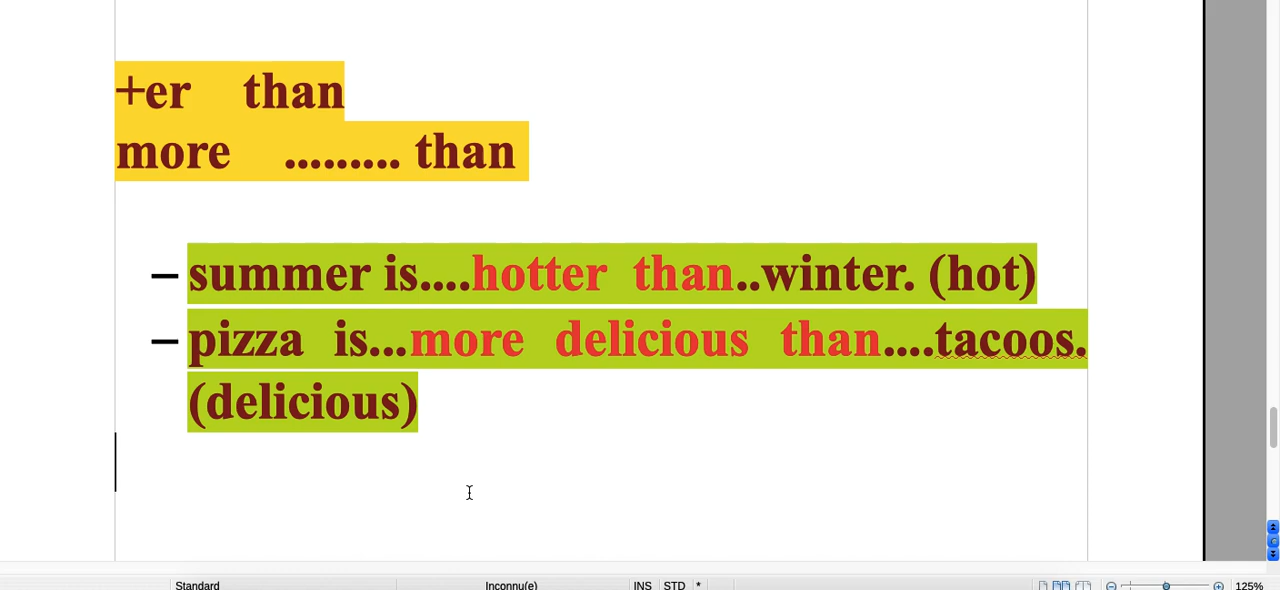 +er than
more ......... than
– summer is....hotter than..winter. (hot)
– pizza is...more delicious than....tacoos.
(delicious)
Standard Inconnu(e) INS STD * 125%